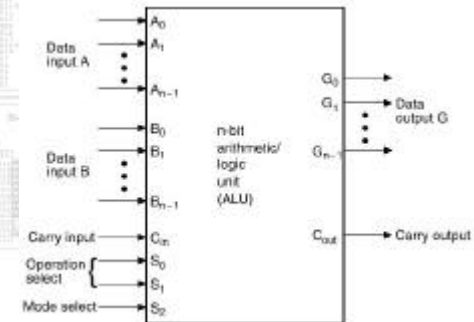 Data
input A
A₀
A₁
Aₙ₋₁
Data
input B
B₀
B₁
Bₙ₋₁
Carry input
Cᵢₙ
Operation
select
S₀
S₁
Mode select
S₂
n-bit
arithmetic/
logic
unit
(ALU)
G₀
G₁
Gₙ₋₁
Data
output G
Cₒᵤₜ
Carry output